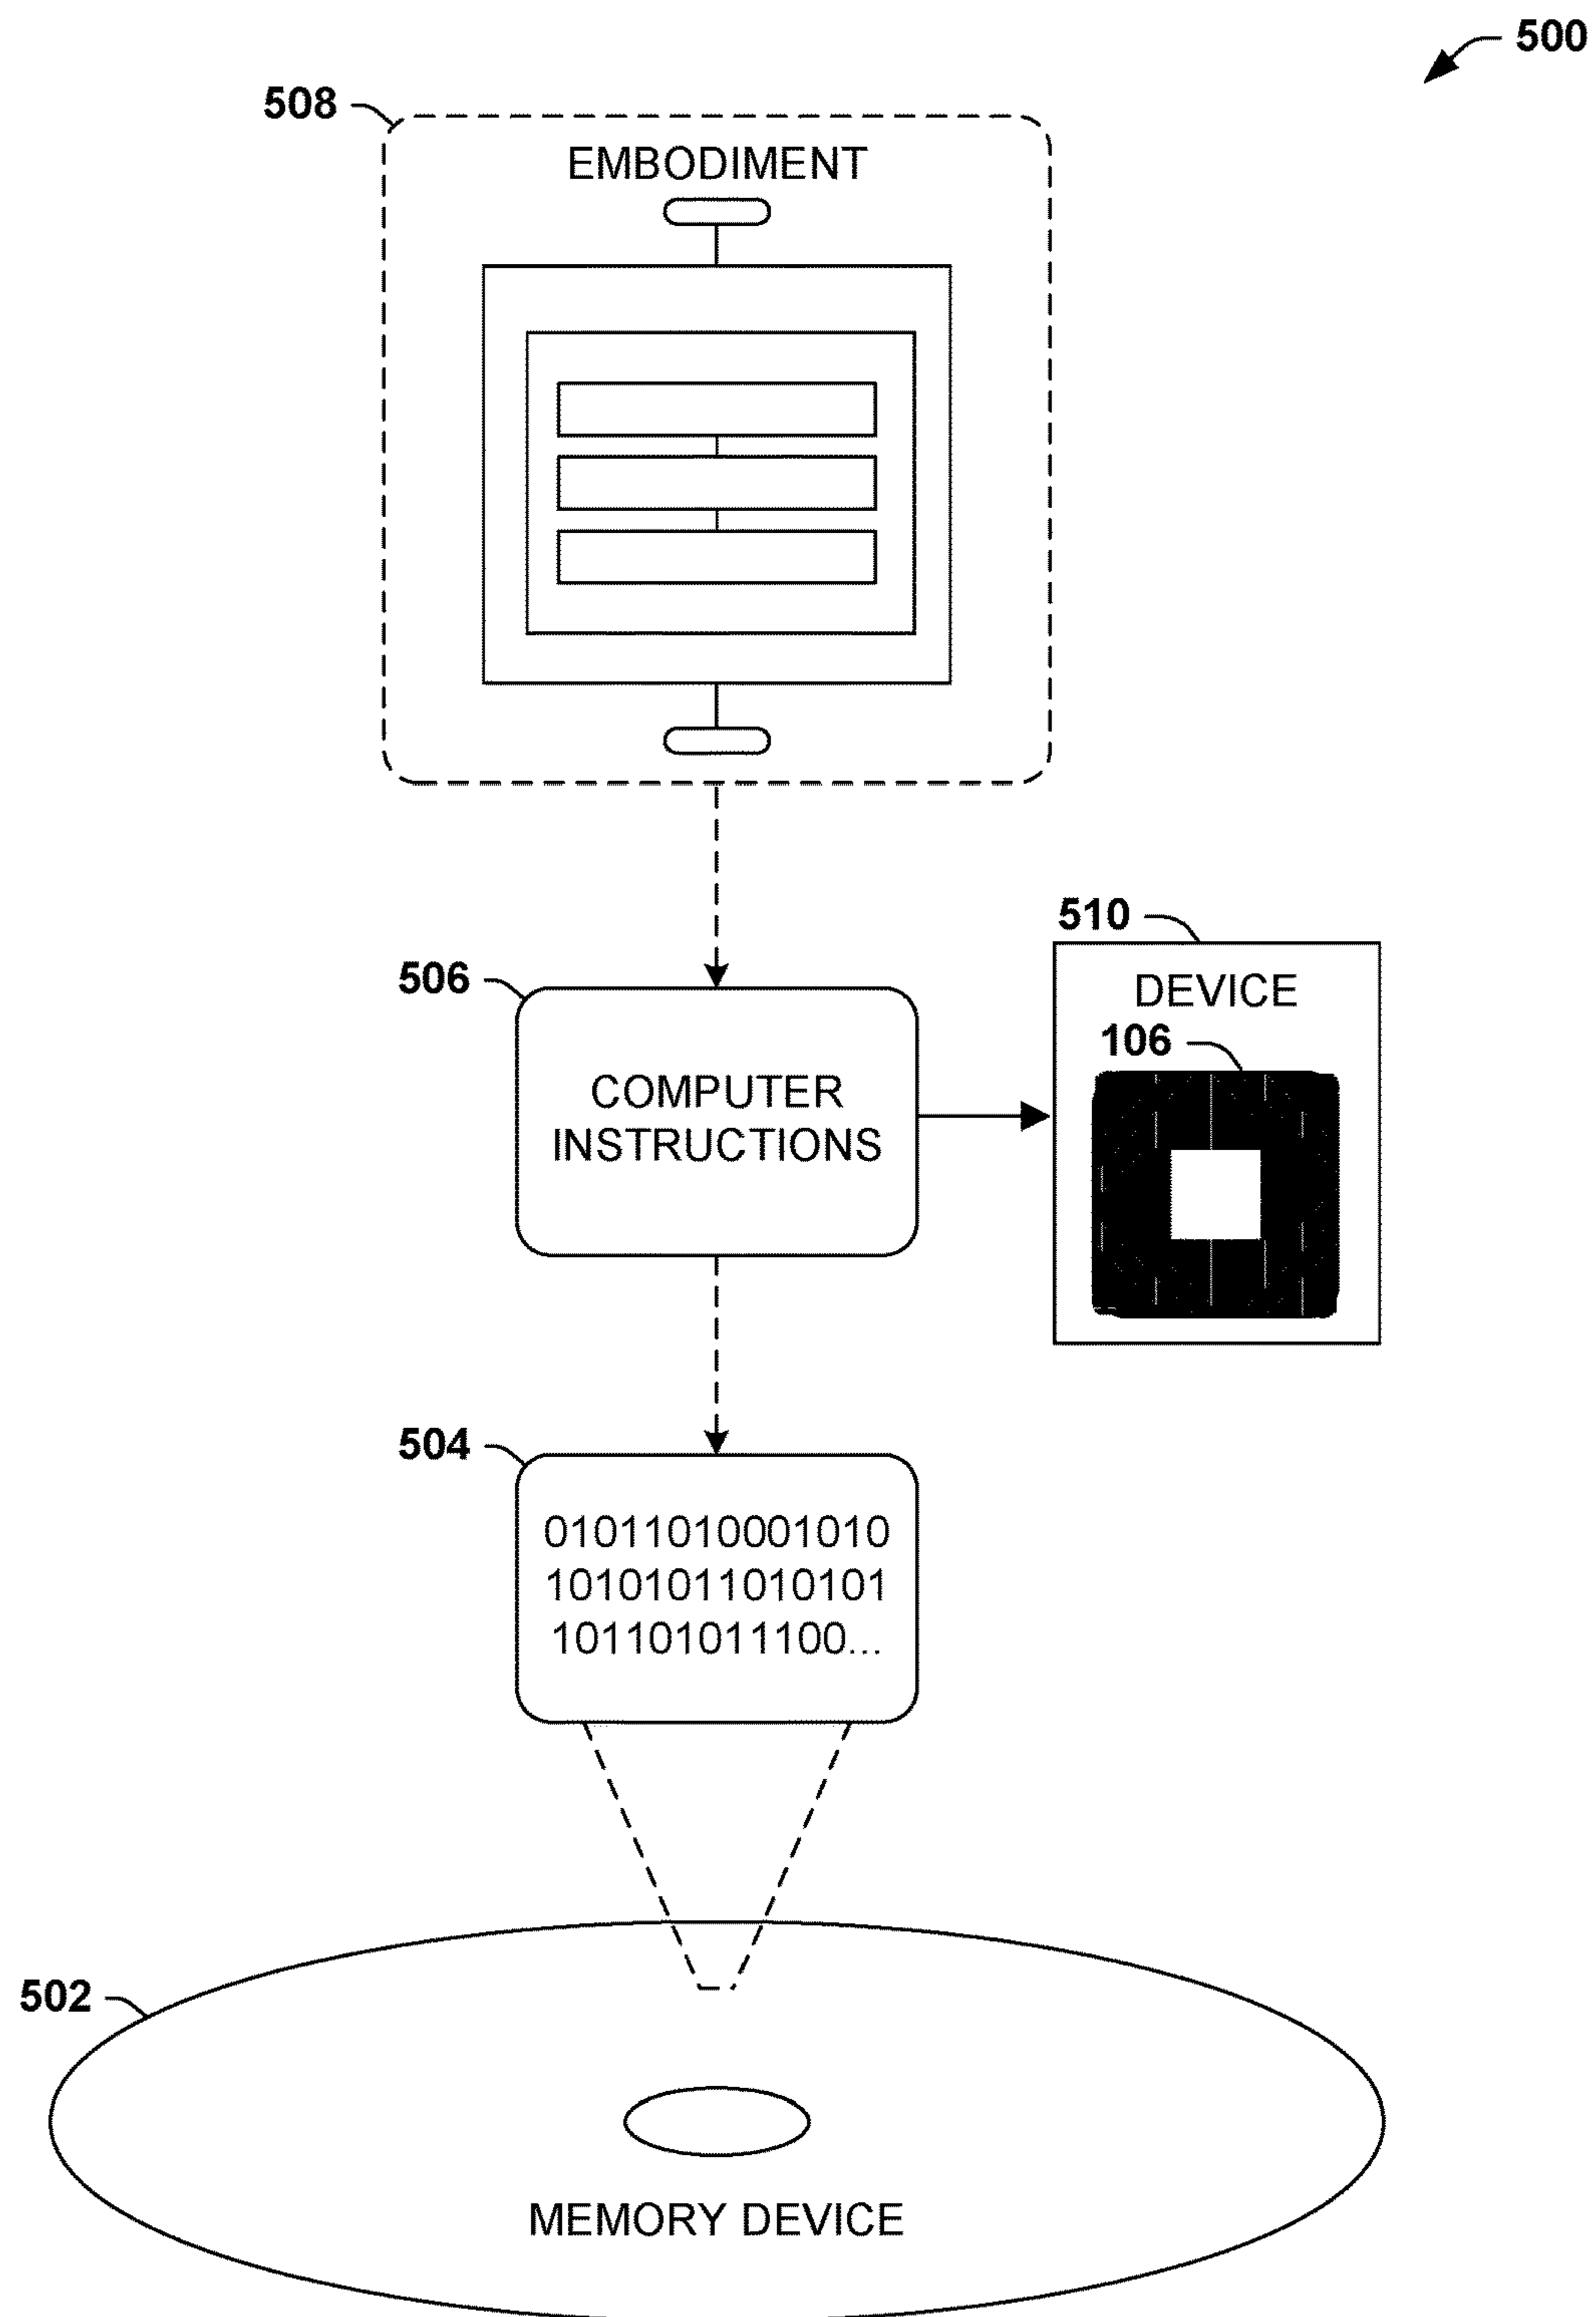 500
508
EMBODIMENT
510
506
DEVICE
106
COMPUTER
INSTRUCTIONS
504
01011010001010
10101011010101
101101011100...
502
MEMORY DEVICE